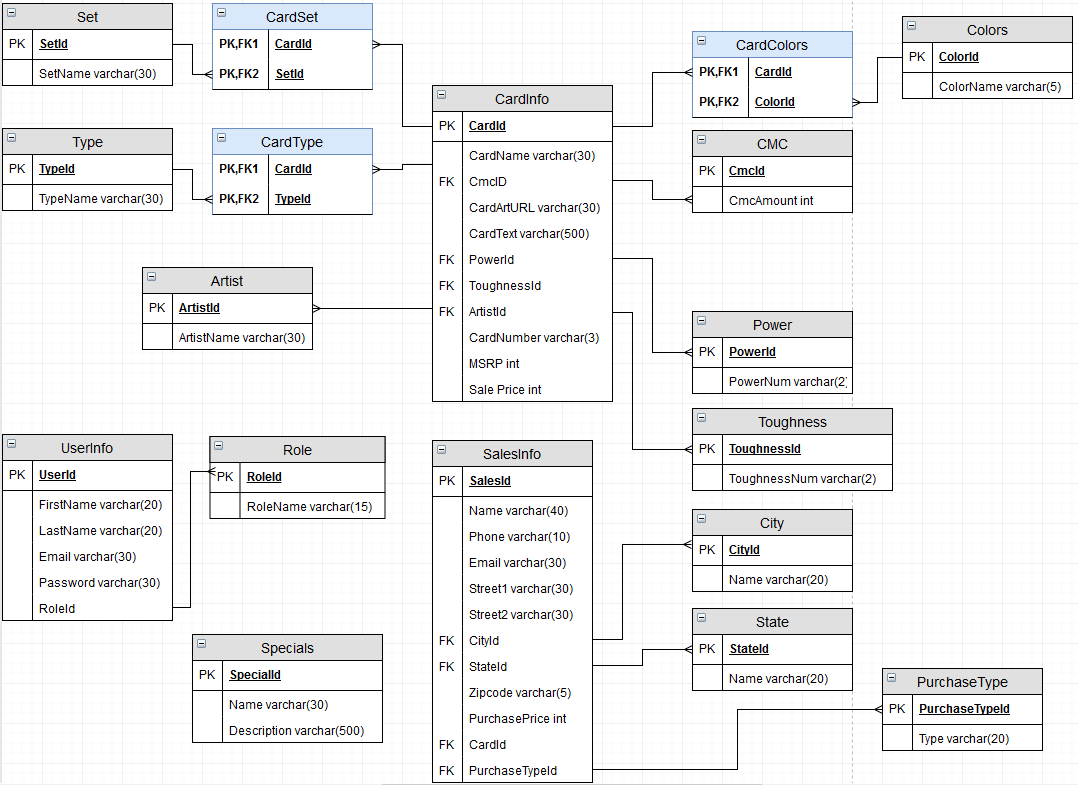 Set
PK SetId
SetName varchar(30)
CardSet
PK,FK1 CardId
PK,FK2 SetId
CardColors
PK,FK1 CardId
PK,FK2 ColorId
Colors
PK ColorId
ColorName varchar(5)
CardInfo
PK CardId
CardName varchar(30)
FK CmcID
CardArtURL varchar(30)
CardText varchar(500)
FK PowerId
FK ToughnessId
FK ArtistId
CardNumber varchar(3)
MSRP int
Sale Price int
Type
PK TypeId
TypeName varchar(30)
CardType
PK,FK1 CardId
PK,FK2 TypeId
CMC
PK CmcId
CmcAmount int
Artist
PK ArtistId
ArtistName varchar(30)
Power
PK PowerId
PowerNum varchar(2)
Toughness
PK ToughnessId
ToughnessNum varchar(2)
UserInfo
PK UserId
FirstName varchar(20)
LastName varchar(20)
Email varchar(30)
Password varchar(30)
RoleId
Role
PK RoleId
RoleName varchar(15)
SalesInfo
PK SalesId
Name varchar(40)
Phone varchar(10)
Email varchar(30)
Street1 varchar(30)
Street2 varchar(30)
FK CityId
FK StateId
Zipcode varchar(5)
PurchasePrice int
FK CardId
FK PurchaseTypeId
City
PK CityId
Name varchar(20)
State
PK StateId
Name varchar(20)
Specials
PK SpecialId
Name varchar(30)
Description varchar(500)
PurchaseType
PK PurchaseTypeId
Type varchar(20)